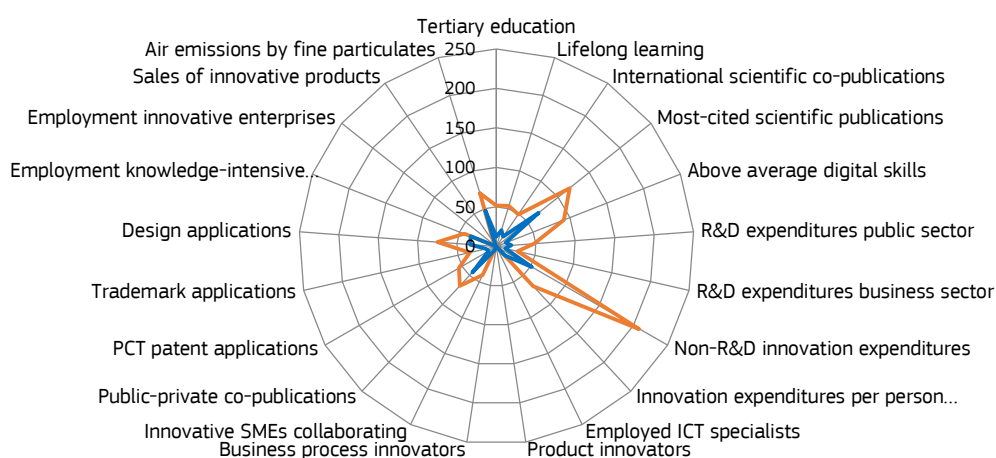 Tertiary education
Air emissions by fine particulates
250
Lifelong learning
Sales of innovative products
International scientific co-publications
200
Employment innovative enterprises
Most-cited scientific publications
150
Employment knowledge-intensive...
Above average digital skills
100
50
Design applications
R&D expenditures public sector
0
Trademark applications
R&D expenditures business sector
PCT patent applications
Non-R&D innovation expenditures
Public-private co-publications
Innovation expenditures per person...
Innovative SMEs collaborating
Employed ICT specialists
Business process innovators
Product innovators